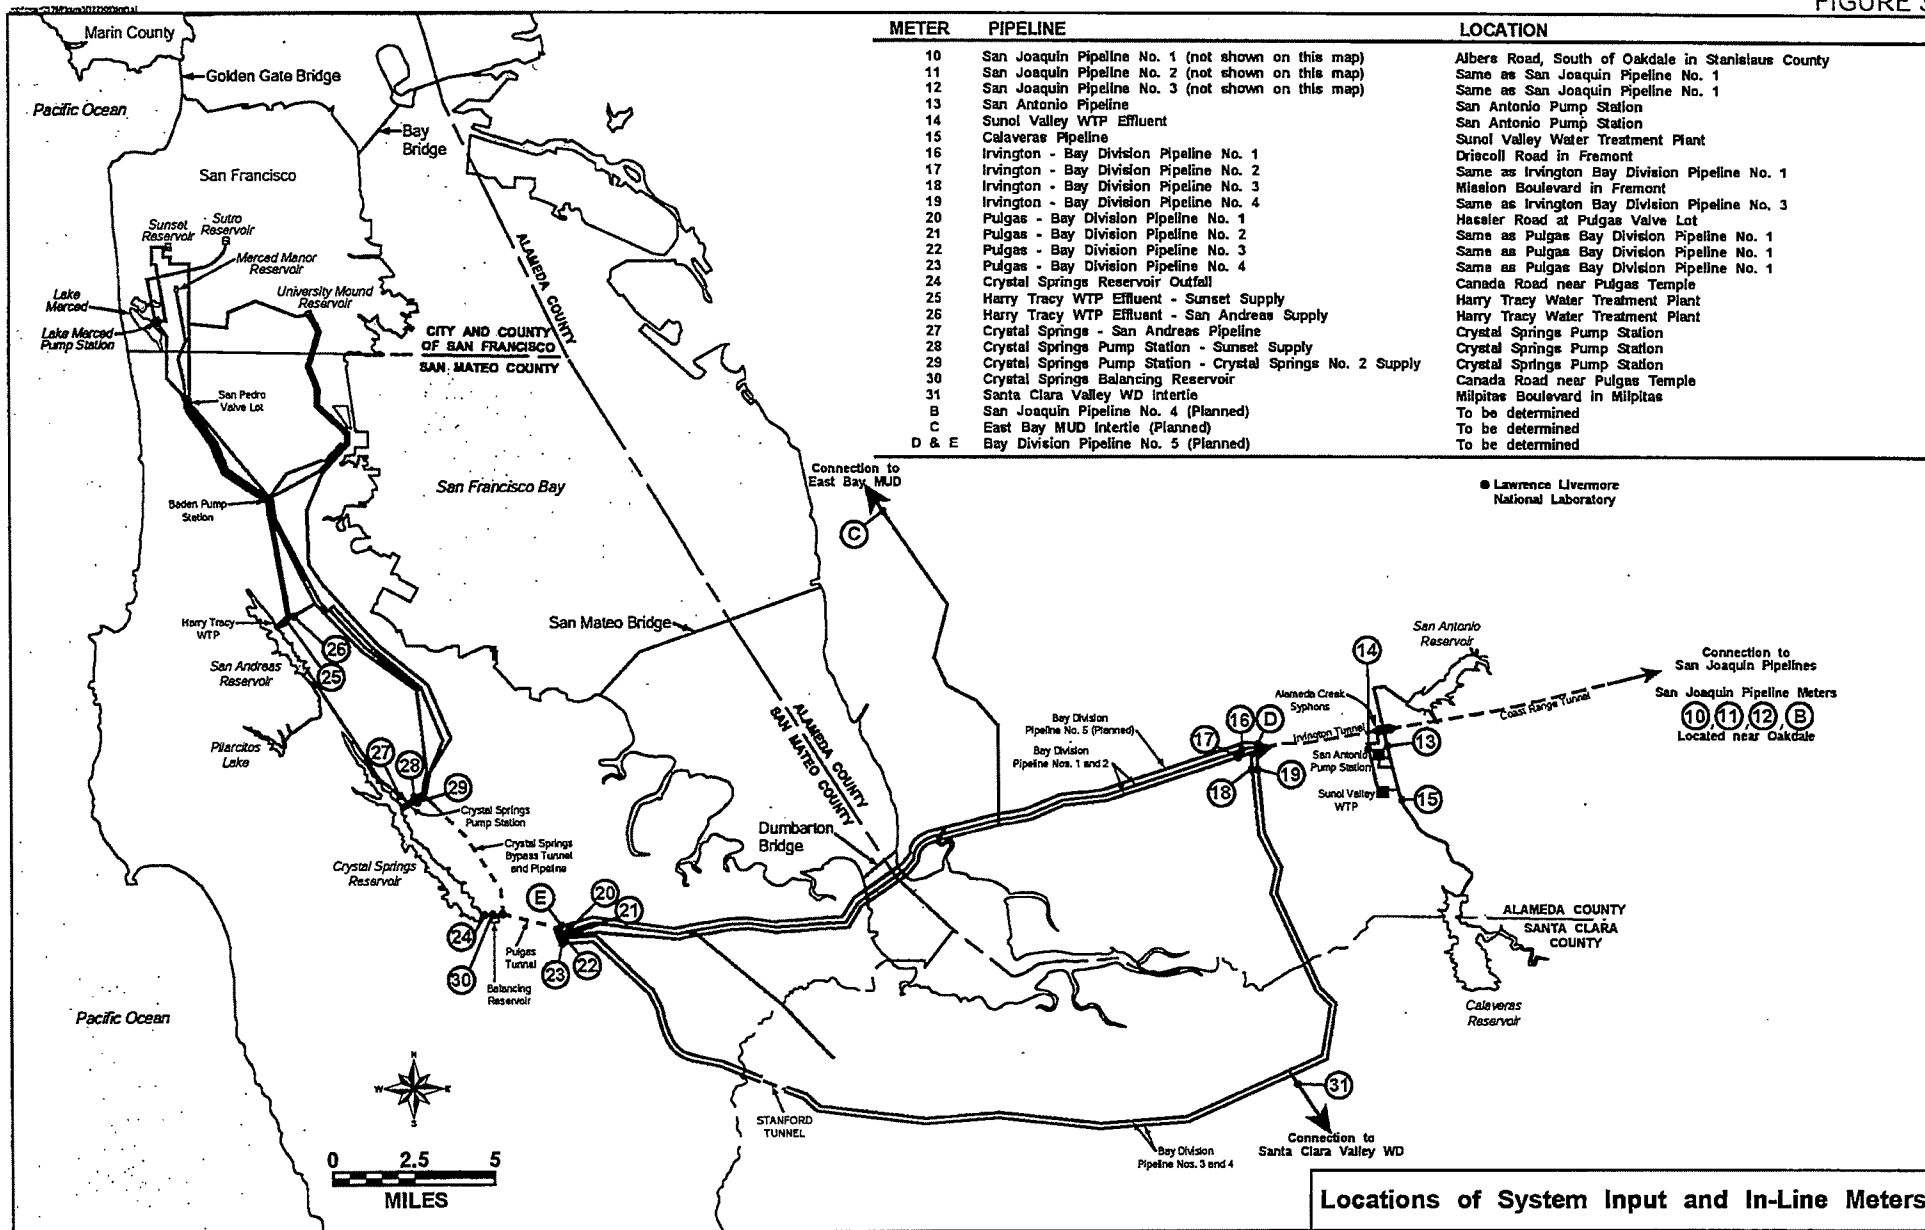 FIGURE 3
METER PIPELINE LOCATION
10 San Joaquin Pipeline No. 1 (not shown on this map) Albers Road, South of Oakdale in Stanislaus County
11 San Joaquin Pipeline No. 2 (not shown on this map) Same as San Joaquin Pipeline No. 1
12 San Joaquin Pipeline No. 3 (not shown on this map) Same as San Joaquin Pipeline No. 1
13 San Antonio Pipeline San Antonio Pump Station
14 Sunol Valley WTP Effluent San Antonio Pump Station
15 Calaveras Pipeline Sunol Valley Water Treatment Plant
16 Irvington - Bay Division Pipeline No. 1 Driscoll Road in Fremont
17 Irvington - Bay Division Pipeline No. 2 Same as Irvington Bay Division Pipeline No. 1
18 Irvington - Bay Division Pipeline No. 3 Mission Boulevard in Fremont
19 Irvington - Bay Division Pipeline No. 4 Same as Irvington Bay Division Pipeline No. 3
20 Pulgas - Bay Division Pipeline No. 1 Hassler Road at Pulgas Valve Lot
21 Pulgas - Bay Division Pipeline No. 2 Same as Pulgas Bay Division Pipeline No. 1
22 Pulgas - Bay Division Pipeline No. 3 Same as Pulgas Bay Division Pipeline No. 1
23 Pulgas - Bay Division Pipeline No. 4 Same as Pulgas Bay Division Pipeline No. 1
24 Crystal Springs Reservoir Outfall Canada Road near Pulgas Temple
25 Harry Tracy WTP Effluent - Sunset Supply Harry Tracy Water Treatment Plant
26 Harry Tracy WTP Effluent - San Andreas Supply Harry Tracy Water Treatment Plant
27 Crystal Springs - San Andreas Pipeline Crystal Springs Pump Station
28 Crystal Springs Pump Station - Sunset Supply Crystal Springs Pump Station
29 Crystal Springs Pump Station - Crystal Springs No. 2 Supply Crystal Springs Pump Station
30 Crystal Springs Balancing Reservoir Canada Road near Pulgas Temple
31 Santa Clara Valley WD Intertie Milpitas Boulevard in Milpitas
B San Joaquin Pipeline No. 4 (Planned) To be determined
C East Bay MUD Intertie (Planned) To be determined
D & E Bay Division Pipeline No. 5 (Planned) To be determined
Marin County
Golden Gate Bridge
Pacific Ocean
Bay
Bridge
San Francisco
Sunset
Reservoir
Sutro
Reservoir
Merced Manor
Reservoir
University Mound
Reservoir
Lake
Merced
Lake Merced
Pump Station
CITY AND COUNTY
OF SAN FRANCISCO
SAN MATEO COUNTY
ALAMEDA COUNTY
San Pedro
Valve Lot
San Francisco Bay
Baden Pump
Station
Connection to
East Bay MUD
C
Lawrence Livermore
National Laboratory
San Mateo Bridge
Harry Tracy
WTP
26
25
San Andreas
Reservoir
Pilarcitos
Lake
27
28
29
Crystal Springs
Pump Station
Crystal Springs
Bypass Tunnel
and Pipeline
Crystal Springs
Reservoir
ALAMEDA COUNTY
SAN MATEO COUNTY
Dumbarton
Bridge
Bay Division
Pipeline No. 5 (Planned)
Bay Division
Pipeline Nos. 1 and 2
17
16
D
18
19
Irvington Tunnel
14
San Antonio
Reservoir
Alameda Creek
Syphons
Coast Range Tunnel
Connection to
San Joaquin Pipelines
San Joaquin Pipeline Meters
10, 11, 12, B
Located near Oakdale
13
San Antonio
Pump Station
Sunol Valley
WTP
15
E
20
21
24
30
Pulgas
Tunnel
23
22
Balancing
Reservoir
ALAMEDA COUNTY
SANTA CLARA
COUNTY
Calaveras
Reservoir
Pacific Ocean
N
W
E
S
0 2.5 5
MILES
STANFORD
TUNNEL
31
Connection to
Santa Clara Valley WD
Bay Division
Pipeline Nos. 3 and 4
Locations of System Input and In-Line Meters